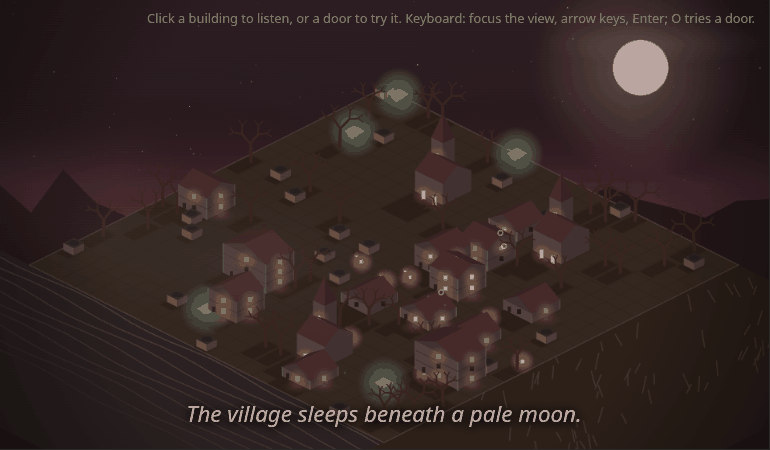 Click a building to listen, or a door to try it. Keyboard: focus the view, arrow keys, Enter; O tries a door.
The village sleeps beneath a pale moon.